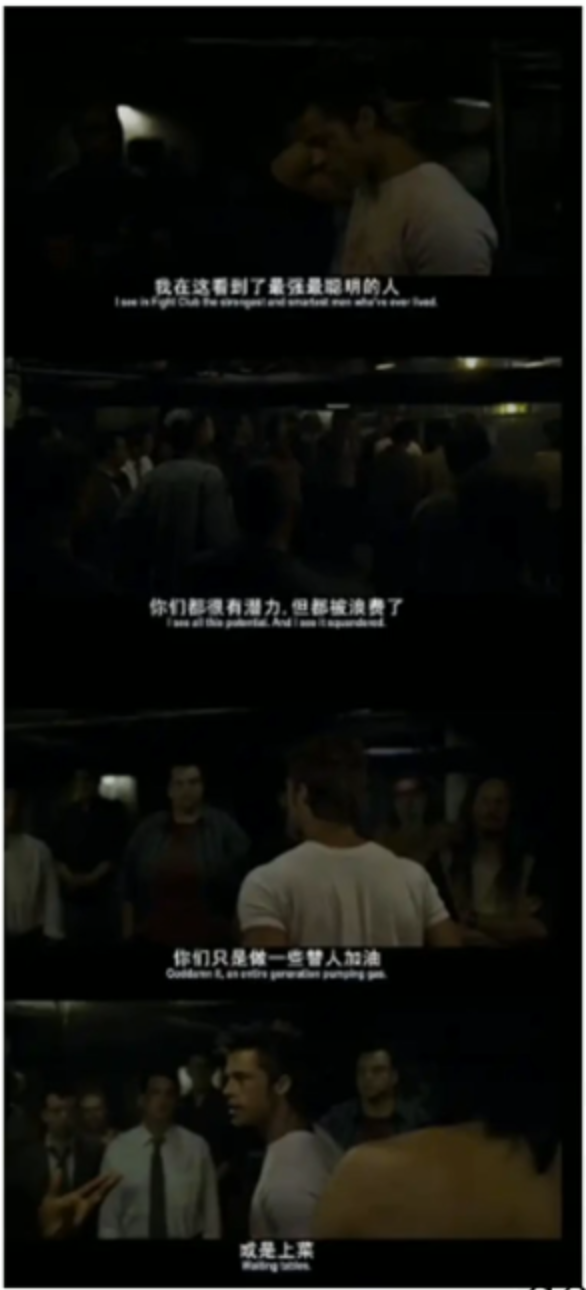 我在这看到了最强最聪明的人
I see in Fight Club the strongest and smartest men who've ever lived.
你们都很有潜力,但都被浪费了
I see all this potential. And I see it squandered.
你们只是做一些替人加油
Goddamn it, an entire generation pumping gas.
或是上菜
Waiting tables.